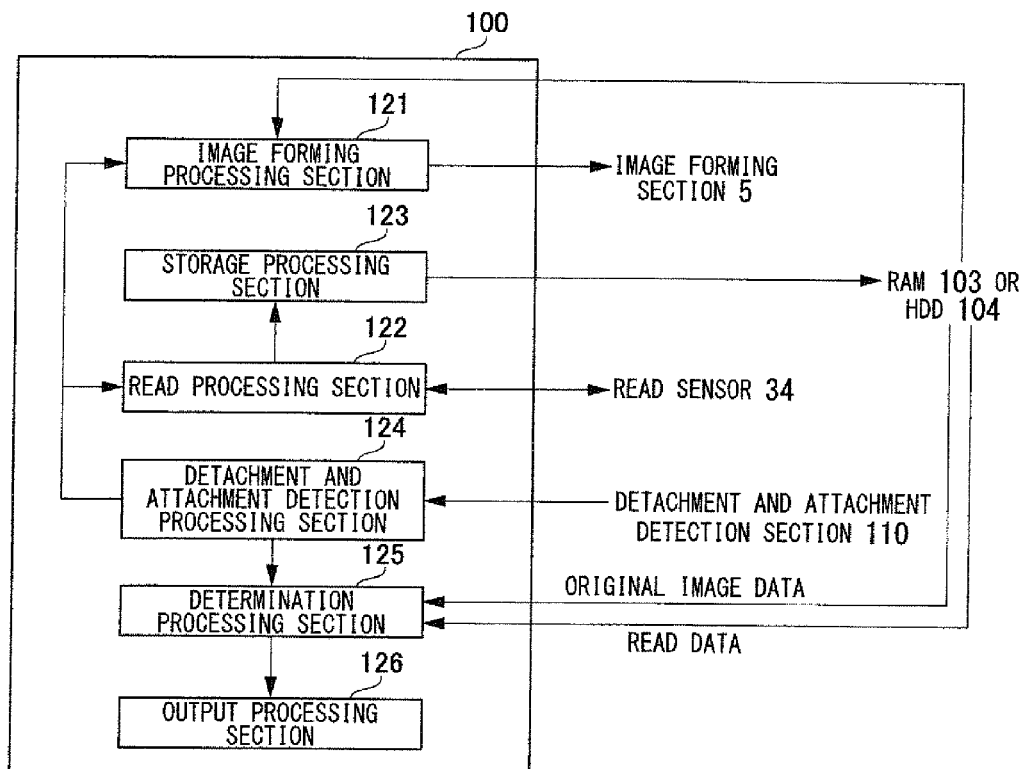 100
121
IMAGE FORMING
PROCESSING SECTION
IMAGE FORMING
SECTION 5
123
STORAGE PROCESSING
SECTION
RAM 103 OR
HDD 104
122
READ PROCESSING SECTION
READ SENSOR 34
124
DETACHMENT AND
ATTACHMENT DETECTION
PROCESSING SECTION
DETACHMENT AND ATTACHMENT
DETECTION SECTION 110
125
DETERMINATION
PROCESSING SECTION
ORIGINAL IMAGE DATA
READ DATA
126
OUTPUT PROCESSING
SECTION